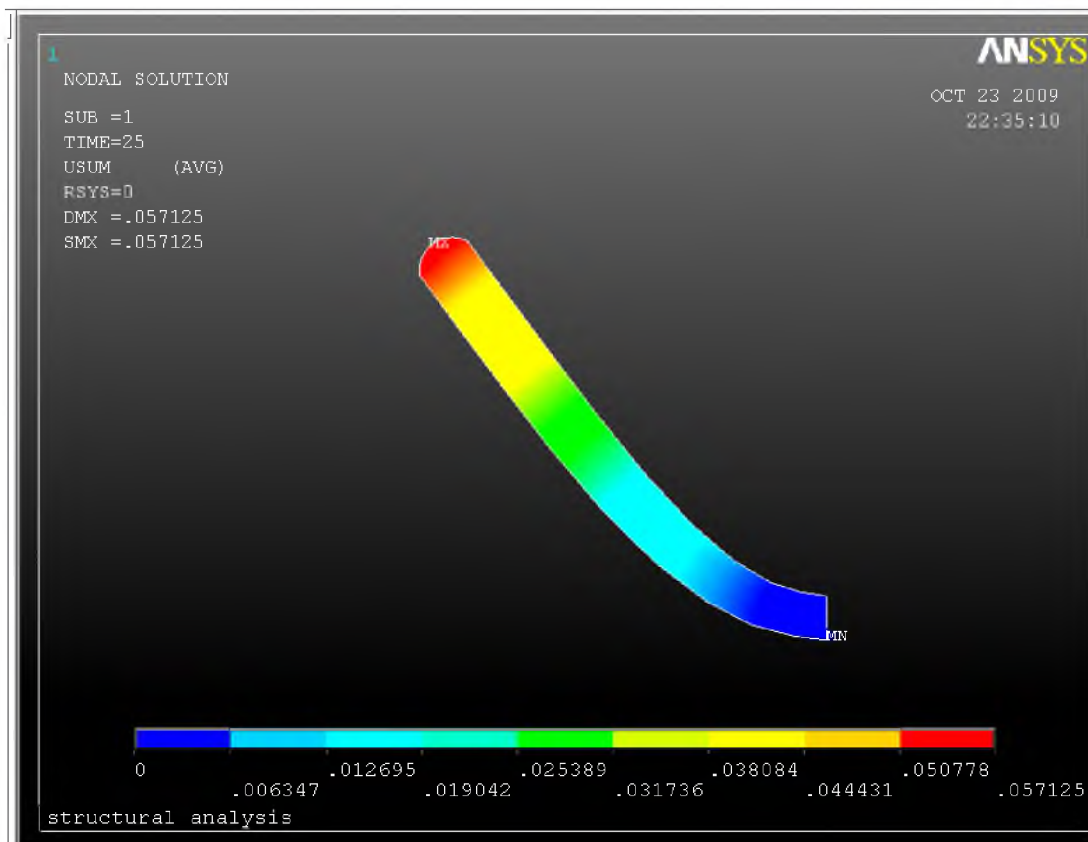 1
ANSYS
NODAL SOLUTION
OCT 23 2009
22:35:10
SUB =1
TIME=25
USUM (AVG)
RSYS=0
DMX =.057125
SMX =.057125
MX
MN
0 .012695 .025389 .038084 .050778
.006347 .019042 .031736 .044431 .057125
structural analysis